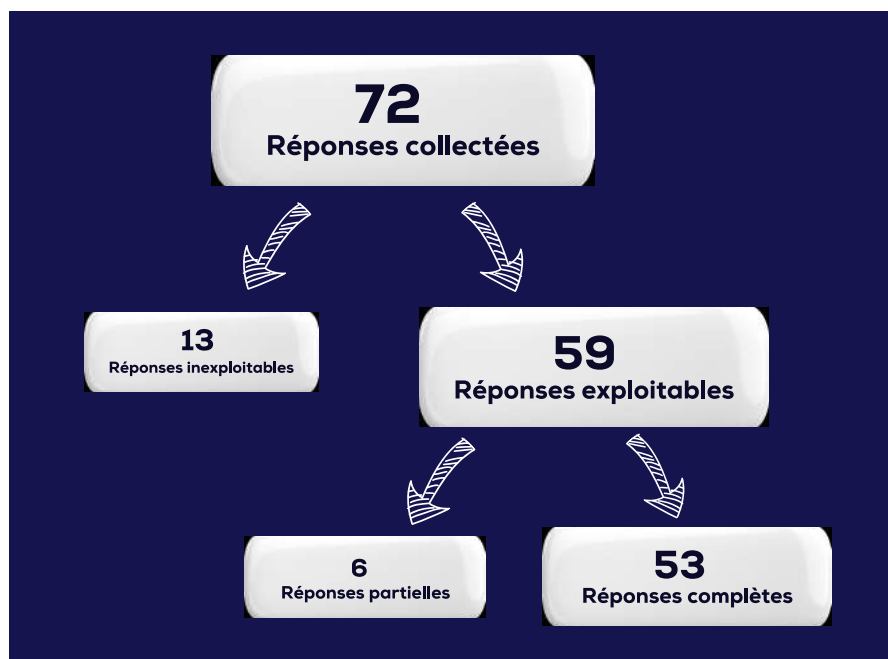 72
Réponses collectées
13
Réponses inexploitables
59
Réponses exploitables
6
Réponses partielles
53
Réponses complètes